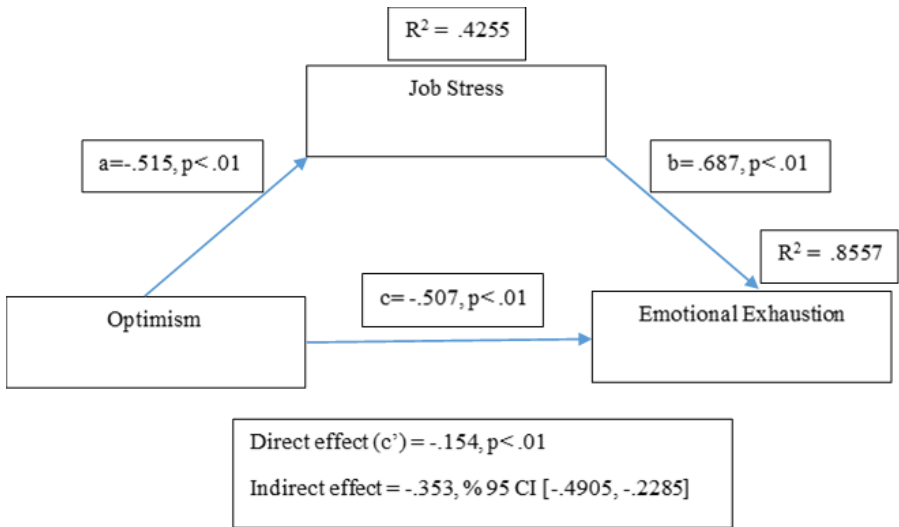 R² = .4255
Job Stress
a=-.515, p< .01
b= .687, p< .01
R² = .8557
c= -.507, p< .01
Optimism
Emotional Exhaustion
Direct effect (c’) = -.154, p< .01
Indirect effect = -.353, % 95 CI [-.4905, -.2285]